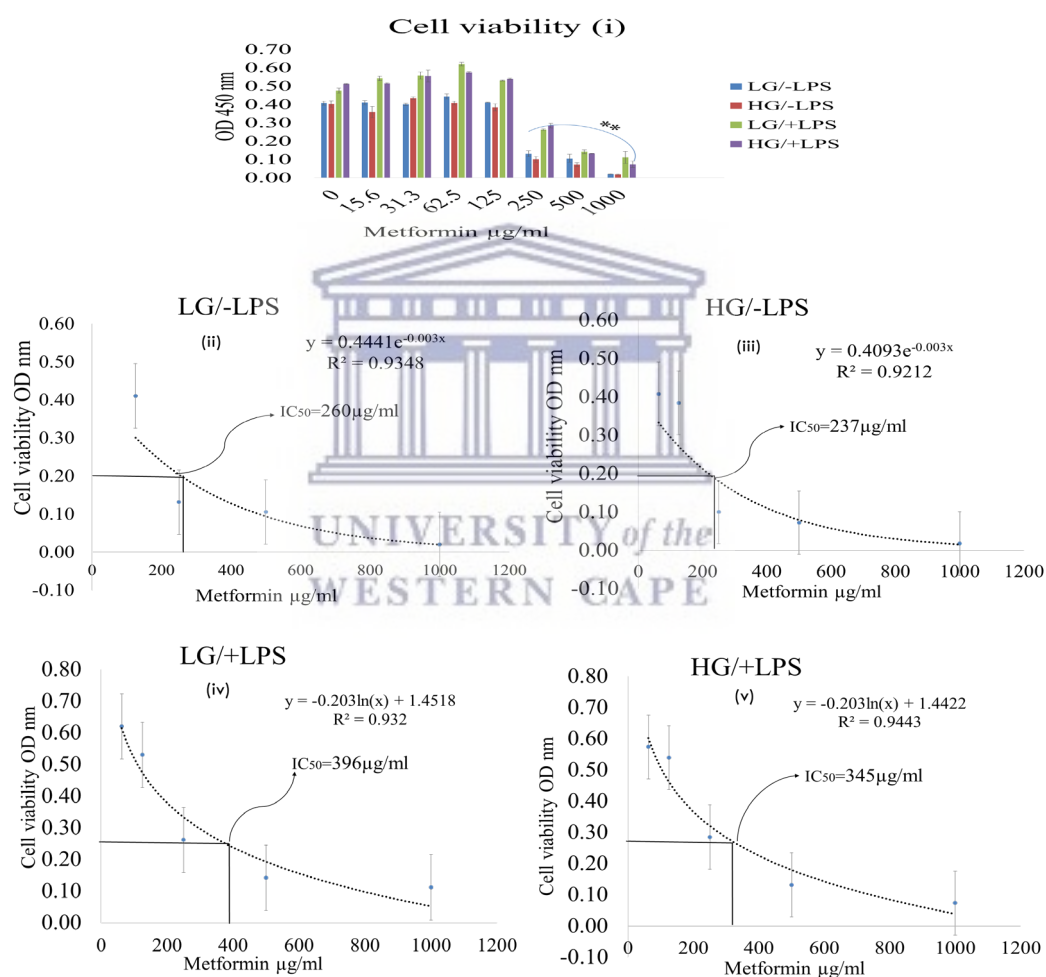 Cell viability (i)
0.70
0.60
0.50
0.40
0.30
0.20
0.10
0.00
OD 450 nm
**
LG/-LPS
HG/-LPS
LG/+LPS
HG/+LPS
0
15.6
31.3
62.5
125
250
500
1000
Metformin µg/ml
LG/-LPS
(ii)
0.60
0.50
0.40
0.30
0.20
0.10
0.00
-0.10
Cell viability OD nm
y = 0.4441e-0.003x
R² = 0.9348
IC50=260µg/ml
0 200 400 600 800 1000 1200
Metformin µg/ml
HG/-LPS
(iii)
0.60
0.50
0.40
0.30
0.20
0.10
0.00
-0.10
Cell viability OD nm
y = 0.4093e-0.003x
R² = 0.9212
IC50=237µg/ml
0 200 400 600 800 1000 1200
Metformin µg/ml
UNIVERSITY of the
WESTERN CAPE
LG/+LPS
(iv)
0.80
0.70
0.60
0.50
0.40
0.30
0.20
0.10
0.00
Cell viability OD nm
y = -0.203ln(x) + 1.4518
R² = 0.932
IC50=396µg/ml
0 200 400 600 800 1000 1200
Metformin µg/ml
HG/+LPS
(v)
0.80
0.70
0.60
0.50
0.40
0.30
0.20
0.10
0.00
-0.10
Cell viability OD nm
y = -0.203ln(x) + 1.4422
R² = 0.9443
IC50=345µg/ml
0 200 400 600 800 1000 1200
Metformin µg/ml